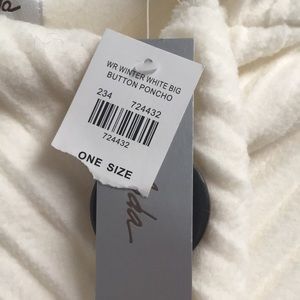 WR WINTER WHITE BIG
BUTTON PONCHO
234 724432
724432
ONE SIZE